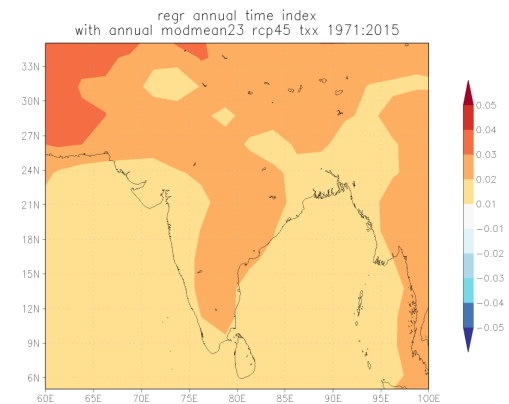 regr annual time index
with annual modmean23 rcp45 txx 1971:2015
33N
30N
27N
24N
21N
18N
15N
12N
9N
6N
60E 65E 70E 75E 80E 85E 90E 95E 100E
0.05
0.04
0.03
0.02
0.01
-0.01
-0.02
-0.03
-0.04
-0.05